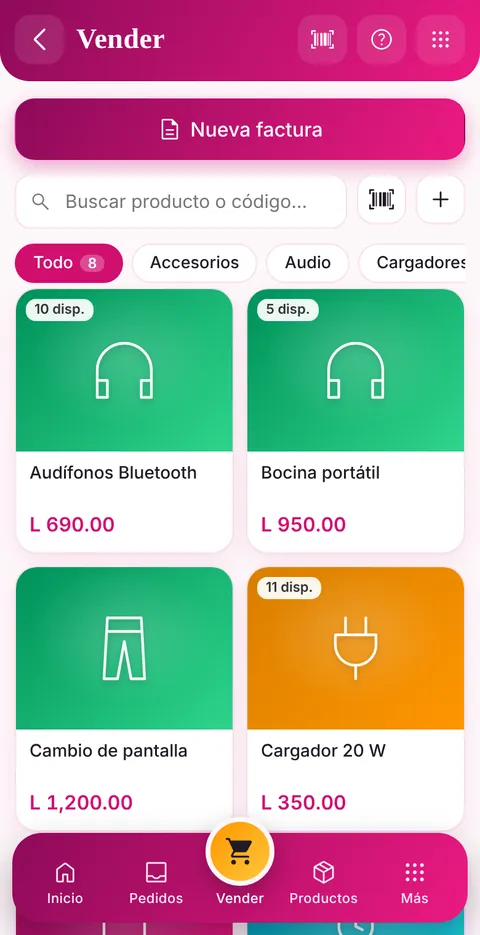 Vender
Nueva factura
Buscar producto o código...
Todo 8
Accesorios
Audio
Cargadores
10 disp.
5 disp.
Audífonos Bluetooth
L 690.00
Bocina portátil
L 950.00
11 disp.
Cambio de pantalla
L 1,200.00
Cargador 20 W
L 350.00
Inicio
Pedidos
Vender
Productos
Más